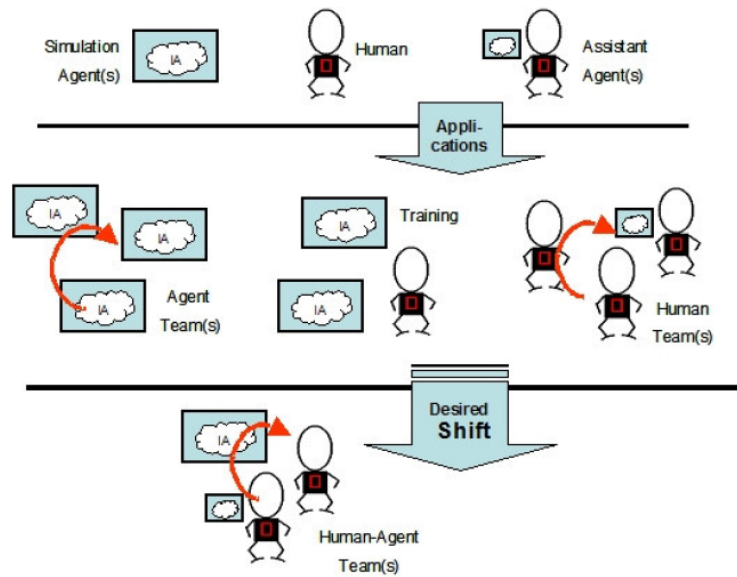 Simulation
Agent(s)
IA
Human
Assistant
Agent(s)
Appli-
cations
IA
IA
IA
Agent
Team(s)
IA
Training
IA
Human
Team(s)
Desired
Shift
IA
Human-Agent
Team(s)